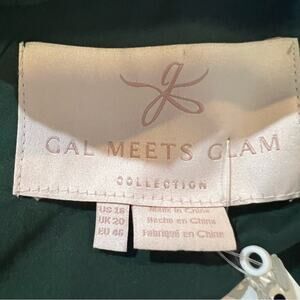 g
GAL MEETS GLAM
COLLECTION
US 16
UK 20
EU 46
Made in China
Hecho en China
Fabriqué en Chine